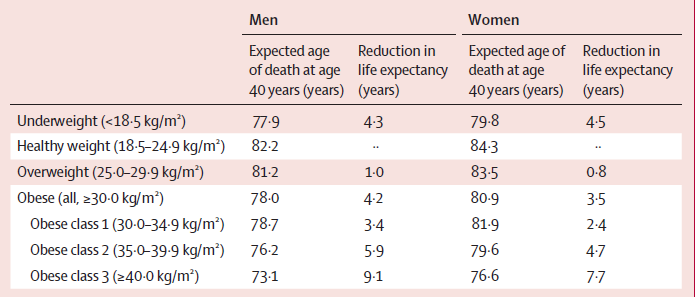 Men Women
Expected age of death at age 40 years (years) Reduction in life expectancy (years) Expected age of death at age 40 years (years) Reduction in life expectancy (years)
Underweight (<18·5 kg/m²) 77·9 4·3 79·8 4·5
Healthy weight (18·5–24·9 kg/m²) 82·2 ·· 84·3 ··
Overweight (25·0–29·9 kg/m²) 81·2 1·0 83·5 0·8
Obese (all, ≥30·0 kg/m²) 78·0 4·2 80·9 3·5
Obese class 1 (30·0–34·9 kg/m²) 78·7 3·4 81·9 2·4
Obese class 2 (35·0–39·9 kg/m²) 76·2 5·9 79·6 4·7
Obese class 3 (≥40·0 kg/m²) 73·1 9·1 76·6 7·7